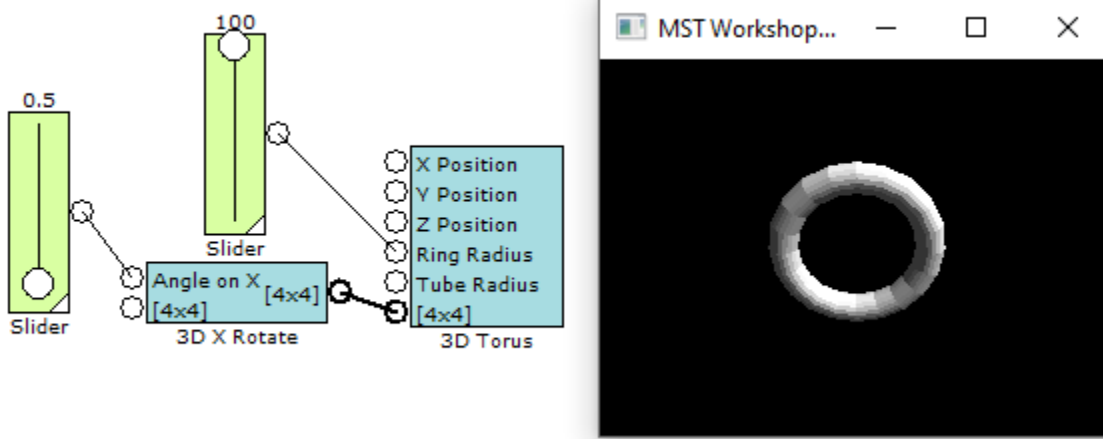 100
0.5
Slider
Slider
Angle on X
[4x4]
[4x4]
3D X Rotate
X Position
Y Position
Z Position
Ring Radius
Tube Radius
[4x4]
3D Torus
MST Workshop...